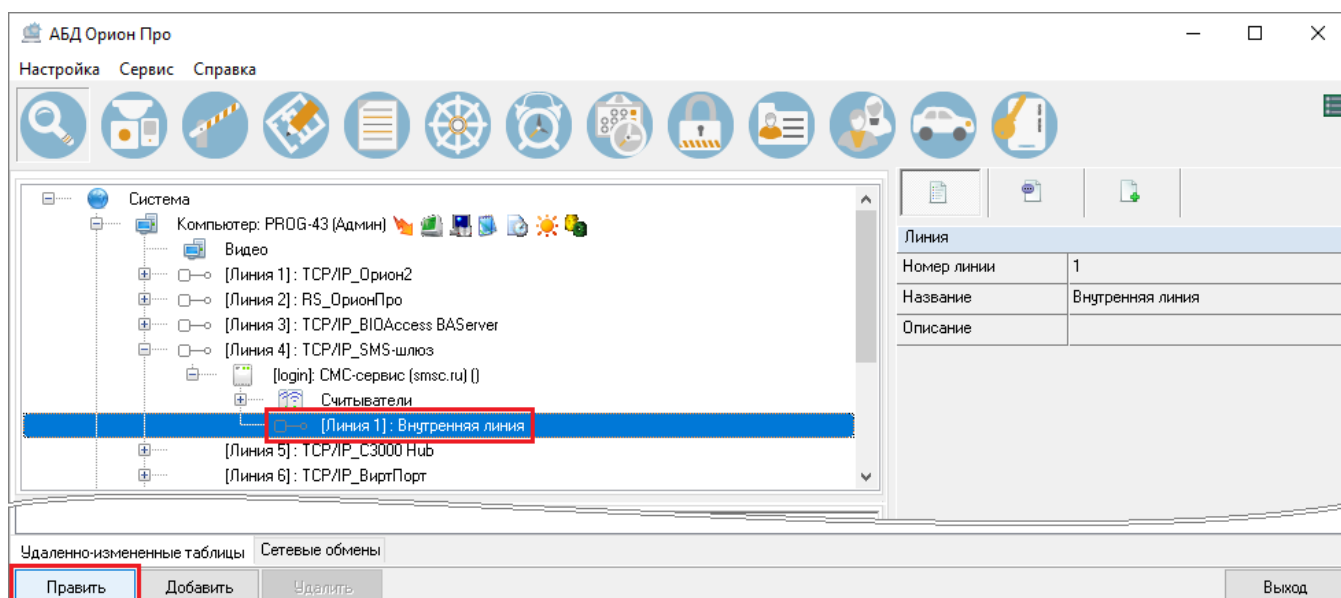 АБД Орион Про
Настройка Сервис Справка
Система
Компьютер: PROG-43 (Админ)
Видео
[Линия 1] : TCP/IP_Орион2
[Линия 2] : RS_ОрионПро
[Линия 3] : TCP/IP_BIOAccess BAServer
[Линия 4] : TCP/IP_SMS-шлюз
[login]: СМС-сервис (smsc.ru) ()
Считыватели
[Линия 1] : Внутренняя линия
[Линия 5] : TCP/IP_C3000 Hub
[Линия 6] : TCP/IP_ВиртПорт
Линия
Номер линии 1
Название Внутренняя линия
Описание
Удаленно-измененные таблицы Сетевые обмены
Править Добавить Удалить Выход